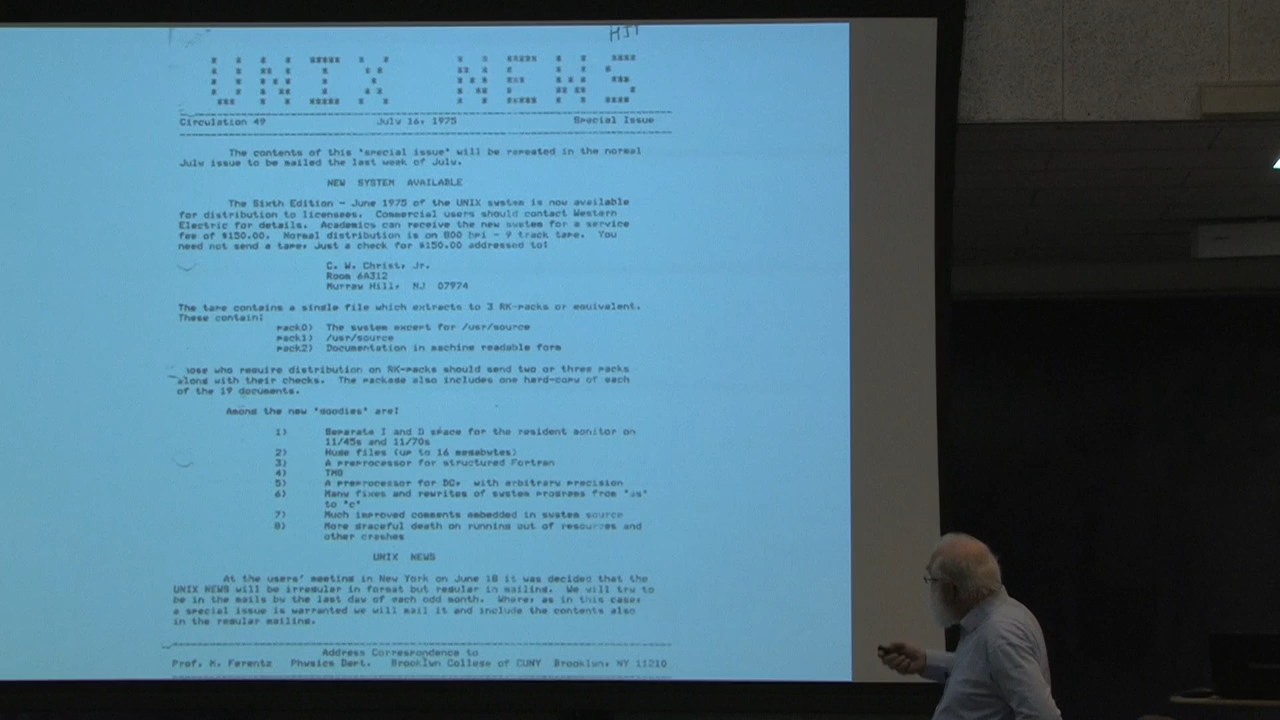 UNIX NEWS
Circulation 49 July 16, 1975 Special Issue
The contents of this "special issue" will be repeated in the normal
July issue to be mailed the last week of July.
NEW SYSTEM AVAILABLE
The Sixth Edition - June 1975 of the UNIX system is now available
for distribution to licensees. Commercial users should contact Western
Electric for details. Academics can receive the new system for a service
fee of $150.00. Normal distribution is on 800 bpi - 9 track tape. You
need not send a tape, just a check for $150.00 addressed to:
C. W. Christ, Jr.
Room 6A312
Murray Hill, NJ 07974
The tape contains a single file which extracts to 3 RK-packs or equivalent.
These contain:
pack0) The system except for /usr/source
pack1) /usr/source
pack2) Documentation in machine readable form
ose who require distribution on RK-packs should send two or three packs
along with their checks. The package also includes one hard-copy of each
of the 19 documents.
Among the new "goodies" are:
1) Separate I and D space for the resident monitor on
11/45s and 11/70s
2) Huge files (up to 16 megabytes)
3) A preprocessor for structured Fortran
4) TMG
5) A preprocessor for DC, with arbitrary precision
6) Many fixes and rewrites of system programs from "as"
to "c"
7) Much improved comments embedded in system source
8) More graceful death on running out of resources and
other crashes
UNIX NEWS
At the users' meeting in New York on June 18 it was decided that the
UNIX NEWS will be irregular in format but regular in mailing. We will try to
be in the mails by the last day of each odd month. Where, as in this case,
a special issue is warranted we will mail it and include the contents also
in the regular mailing.
Address Correspondence to
Prof. M. Ferentz Physics Dept. Brooklyn College of CUNY Brooklyn, NY 11210